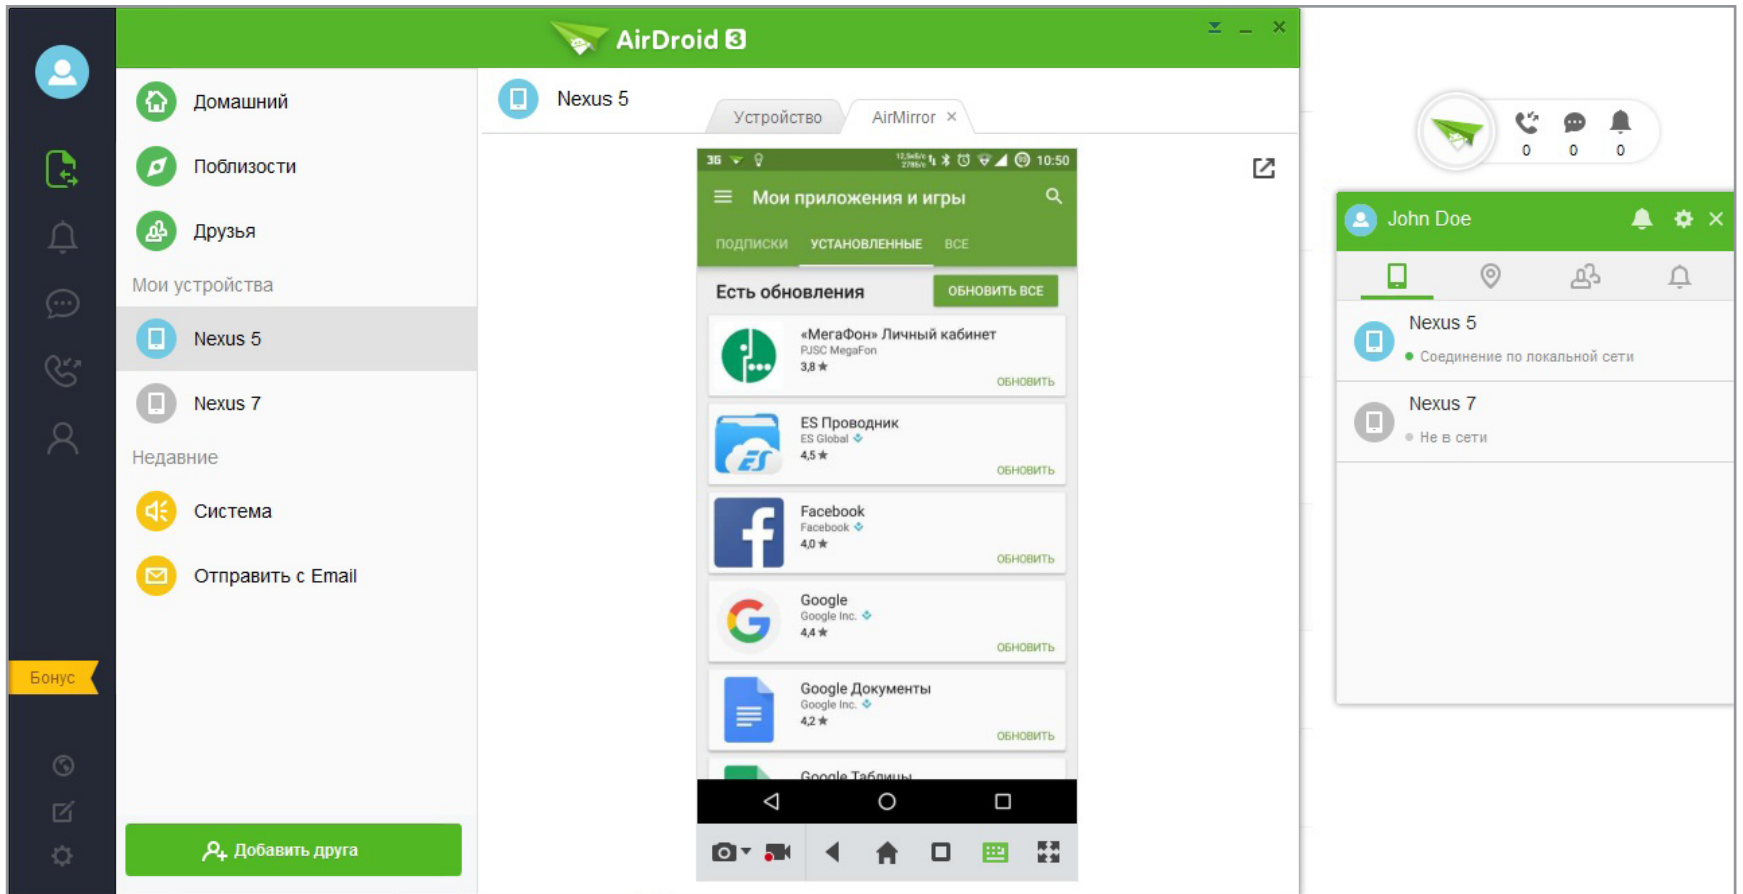 AirDroid 3
Домашний
Поблизости
Друзья
Мои устройства
Nexus 5
Nexus 7
Недавние
Система
Отправить с Email
Бонус
Добавить друга
Nexus 5
Устройство
AirMirror ×
3G
10:50
Мои приложения и игры
ПОДПИСКИ УСТАНОВЛЕННЫЕ ВСЕ
Есть обновления
ОБНОВИТЬ ВСЕ
«МегаФон» Личный кабинет
PJSC MegaFon
3,8 ★
ОБНОВИТЬ
ES Проводник
ES Global
4,5 ★
ОБНОВИТЬ
Facebook
Facebook
4,0 ★
ОБНОВИТЬ
Google
Google Inc.
4,4 ★
ОБНОВИТЬ
Google Документы
Google Inc.
4,2 ★
ОБНОВИТЬ
Google Таблицы
0 0 0
John Doe
Nexus 5
Соединение по локальной сети
Nexus 7
Не в сети